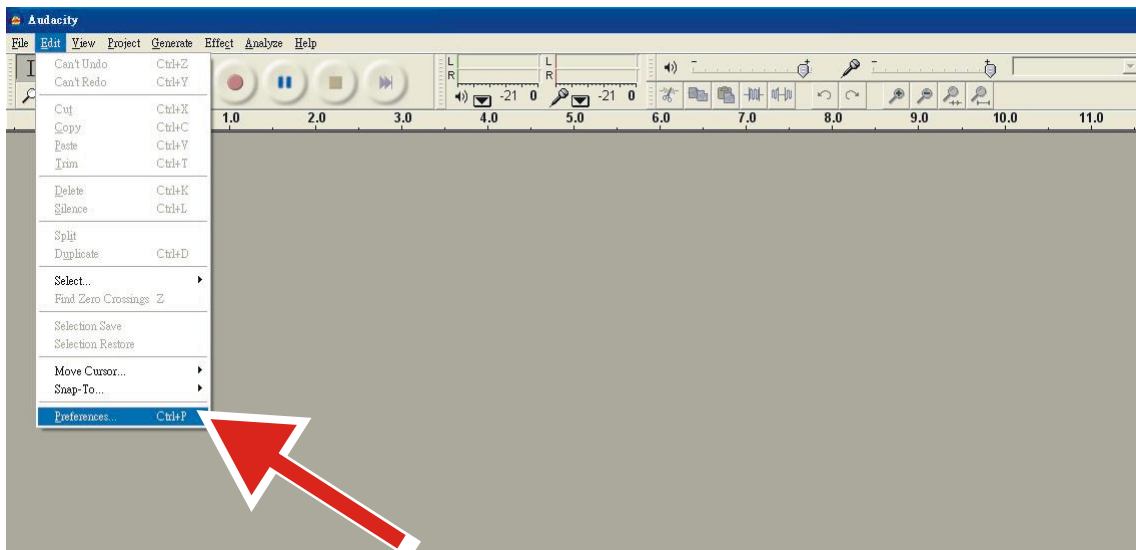 Audacity
File Edit View Project Generate Effect Analyze Help
Can't Undo Ctrl+Z
Can't Redo Ctrl+Y
Cut Ctrl+X
Copy Ctrl+C
Paste Ctrl+V
Trim Ctrl+T
Delete Ctrl+K
Silence Ctrl+L
Split
Duplicate Ctrl+D
Select...
Find Zero Crossings Z
Selection Save
Selection Restore
Move Cursor...
Snap-To...
Preferences... Ctrl+P
L L
R R
-21 0 -21 0
1.0 2.0 3.0 4.0 5.0 6.0 7.0 8.0 9.0 10.0 11.0